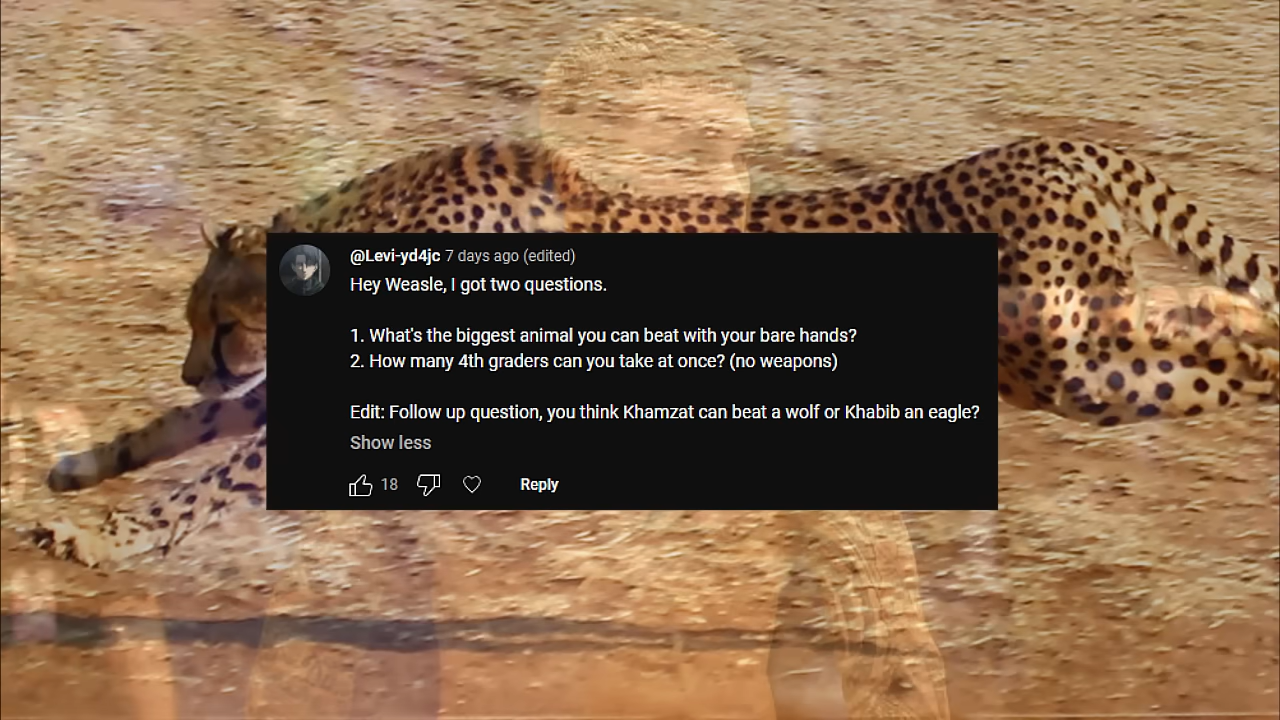 @Levi-yd4jc 7 days ago (edited)
Hey Weasle, I got two questions.
1. What's the biggest animal you can beat with your bare hands?
2. How many 4th graders can you take at once? (no weapons)
Edit: Follow up question, you think Khamzat can beat a wolf or Khabib an eagle?
Show less
18 Reply